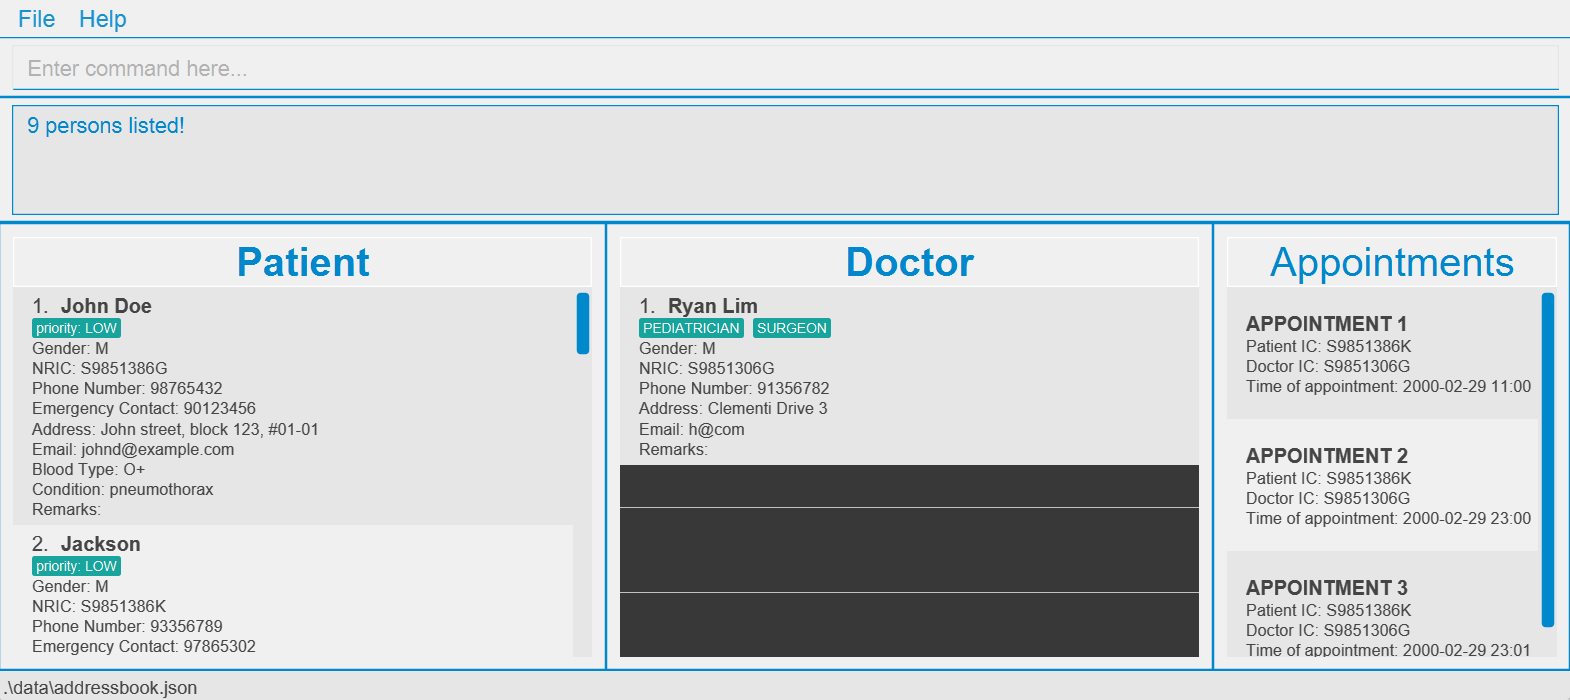 File Help
Enter command here...
9 persons listed!
Patient
1. John Doe
priority: LOW
Gender: M
NRIC: S9851386G
Phone Number: 98765432
Emergency Contact: 90123456
Address: John street, block 123, #01-01
Email: johnd@example.com
Blood Type: O+
Condition: pneumothorax
Remarks:
2. Jackson
priority: LOW
Gender: M
NRIC: S9851386K
Phone Number: 93356789
Emergency Contact: 97865302
Doctor
1. Ryan Lim
PEDIATRICIAN SURGEON
Gender: M
NRIC: S9851306G
Phone Number: 91356782
Address: Clementi Drive 3
Email: h@com
Remarks:
Appointments
APPOINTMENT 1
Patient IC: S9851386K
Doctor IC: S9851306G
Time of appointment: 2000-02-29 11:00
APPOINTMENT 2
Patient IC: S9851386K
Doctor IC: S9851306G
Time of appointment: 2000-02-29 23:00
APPOINTMENT 3
Patient IC: S9851386K
Doctor IC: S9851306G
Time of appointment: 2000-02-29 23:01
.\data\addressbook.json